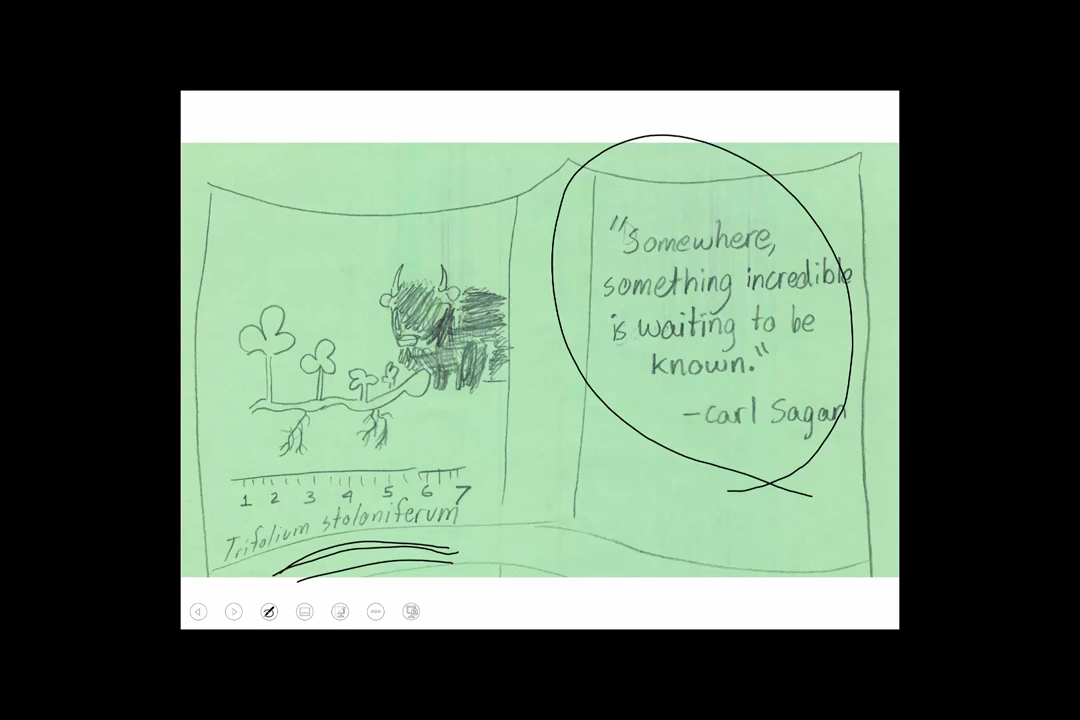 1 2 3 4 5 6 7
Trifolium stoloniferum
"Somewhere,
something incredible
is waiting to be
known."
-Carl Sagan